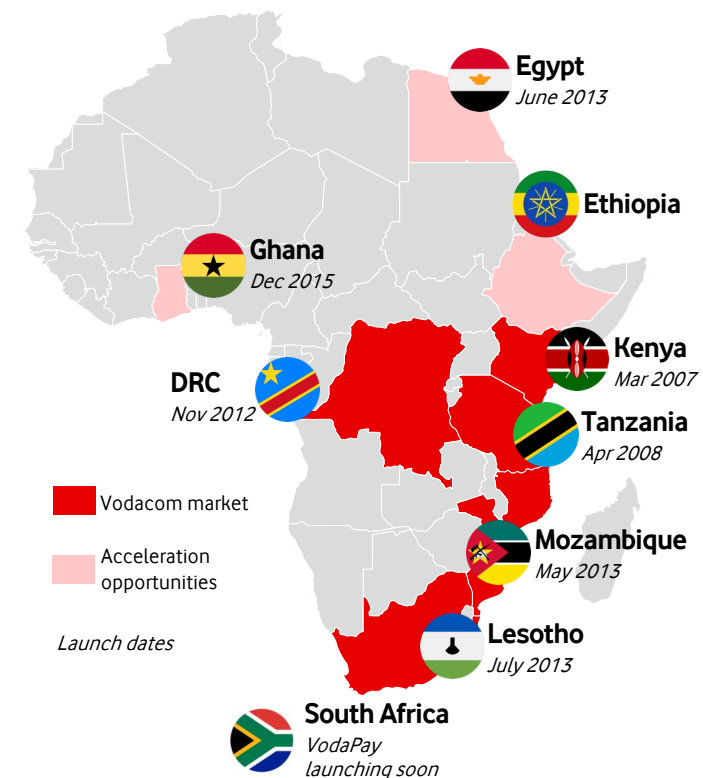 Egypt
June 2013
Ethiopia
Ghana
Dec 2015
Kenya
Mar 2007
DRC
Nov 2012
Tanzania
Apr 2008
Vodacom market
Mozambique
May 2013
Acceleration
opportunities
Lesotho
July 2013
Launch dates
South Africa
VodaPay
launching soon